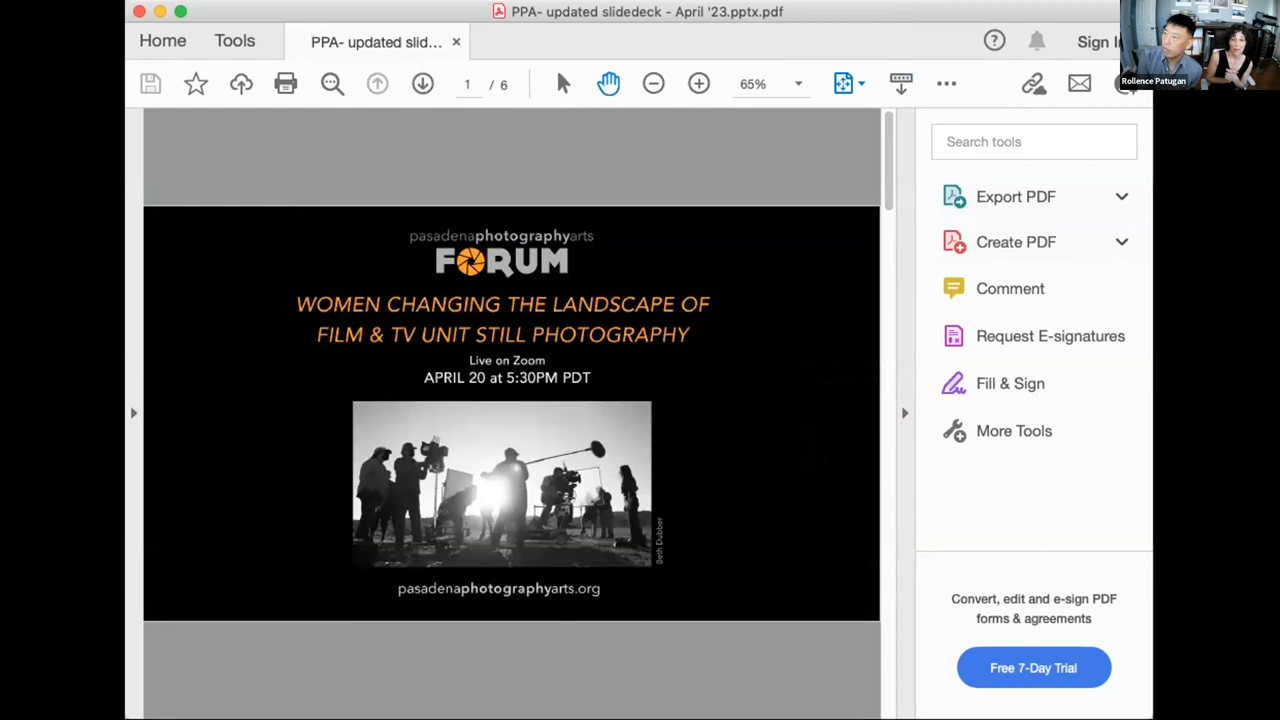 PPA- updated slidedeck - April '23.pptx.pdf
Home
Tools
PPA- updated slid... ×
Sign I
Rollence Patugan
1 / 6
65%
Search tools
Export PDF
Create PDF
Comment
Request E-signatures
Fill & Sign
More Tools
pasadenaphotographyarts
FORUM
WOMEN CHANGING THE LANDSCAPE OF
FILM & TV UNIT STILL PHOTOGRAPHY
Live on Zoom
APRIL 20 at 5:30PM PDT
Beth Dubber
pasadenaphotographyarts.org
Convert, edit and e-sign PDF
forms & agreements
Free 7-Day Trial